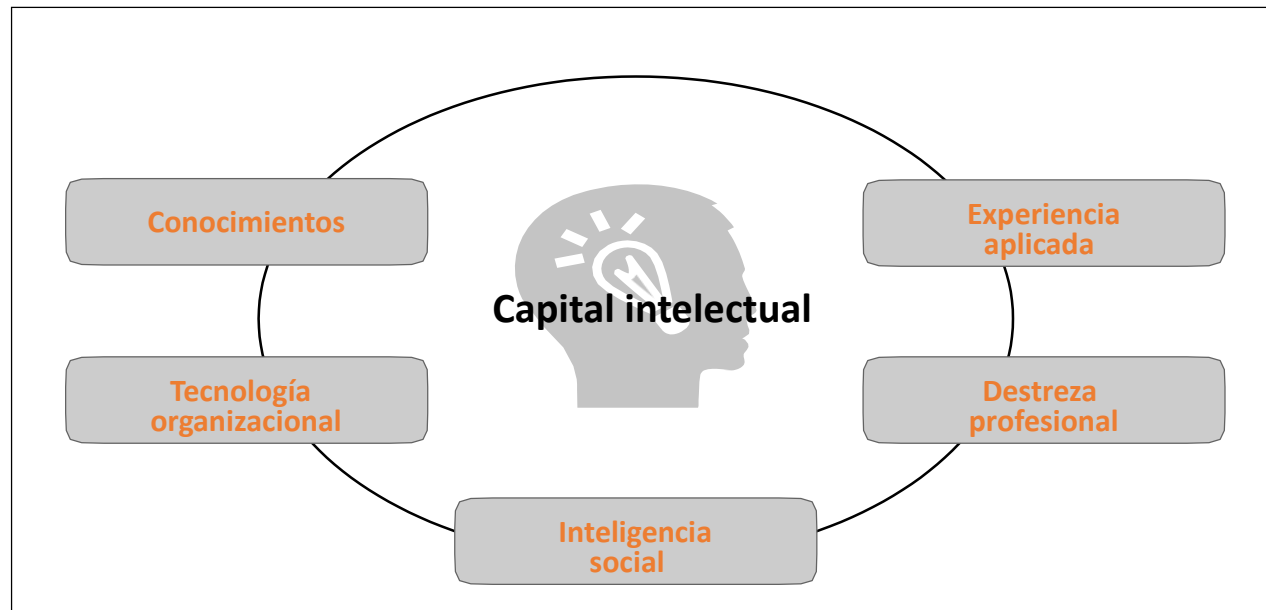 Conocimientos
Experiencia
aplicada
Capital intelectual
Tecnología
organizacional
Destreza
profesional
Inteligencia
social